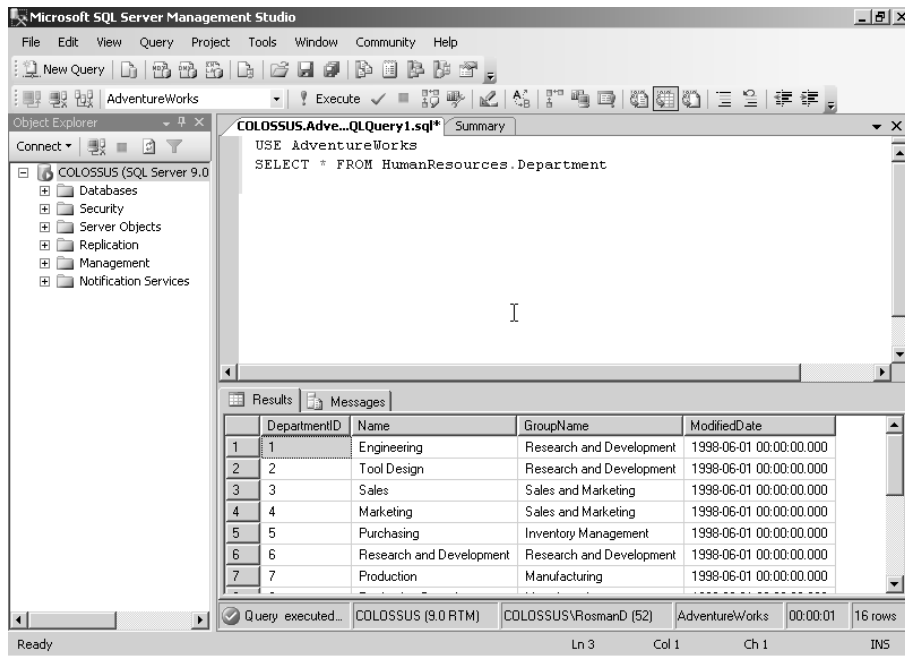 Microsoft SQL Server Management Studio
File Edit View Query Project Tools Window Community Help
New Query
AdventureWorks Execute
Object Explorer
COLOSSUS.Adve...QLQuery1.sql* Summary
Connect
USE AdventureWorks
SELECT * FROM HumanResources.Department
COLOSSUS (SQL Server 9.0
Databases
Security
Server Objects
Replication
Management
Notification Services
Results Messages
DepartmentID Name GroupName ModifiedDate
1 1 Engineering Research and Development 1998-06-01 00:00:00.000
2 2 Tool Design Research and Development 1998-06-01 00:00:00.000
3 3 Sales Sales and Marketing 1998-06-01 00:00:00.000
4 4 Marketing Sales and Marketing 1998-06-01 00:00:00.000
5 5 Purchasing Inventory Management 1998-06-01 00:00:00.000
6 6 Research and Development Research and Development 1998-06-01 00:00:00.000
7 7 Production Manufacturing 1998-06-01 00:00:00.000
Query executed... COLOSSUS (9.0 RTM) COLOSSUS\RosmanD (52) AdventureWorks 00:00:01 16 rows
Ready Ln 3 Col 1 Ch 1 INS